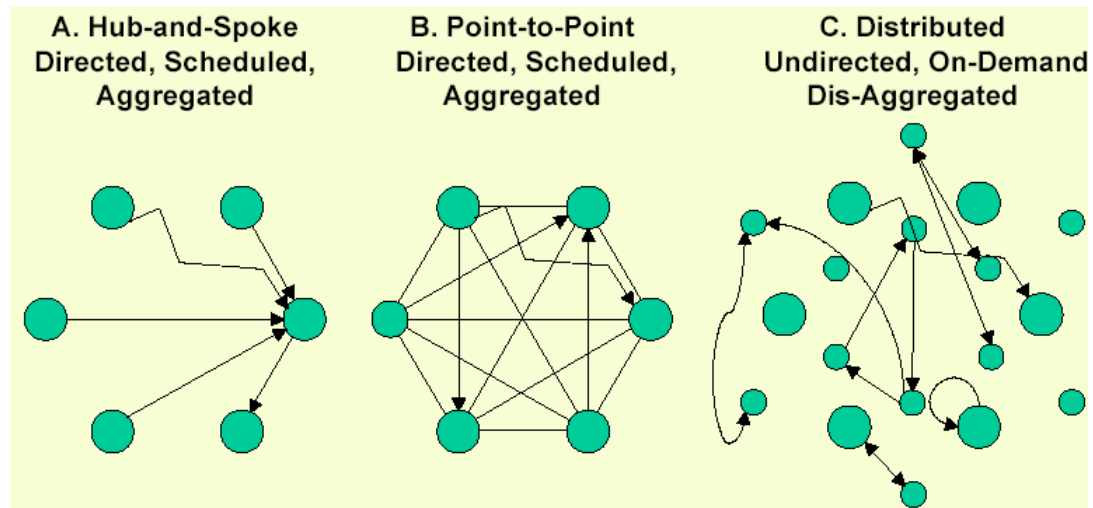 A. Hub-and-Spoke
Directed, Scheduled,
Aggregated
B. Point-to-Point
Directed, Scheduled,
Aggregated
C. Distributed
Undirected, On-Demand
Dis-Aggregated